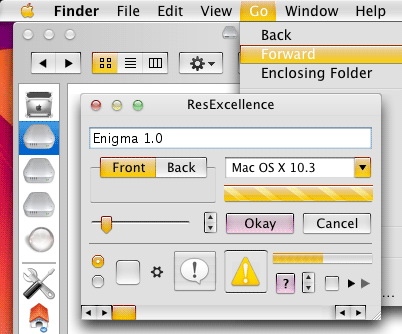 Finder File Edit View Go Window Help
Back
Forward
Enclosing Folder
ResExcellence
Enigma 1.0
Front Back Mac OS X 10.3
Okay Cancel
!
!
?
...